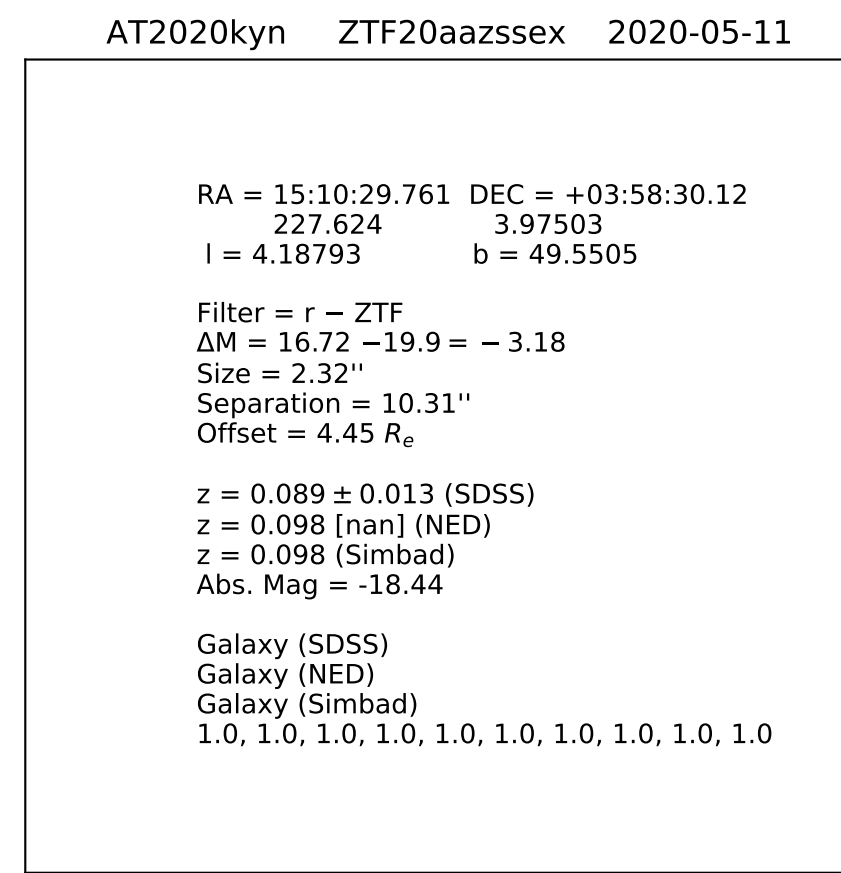 AT2020kyn ZTF20aazssex 2020-05-11
RA = 15:10:29.761 DEC = +03:58:30.12
227.624 3.97503
l = 4.18793 b = 49.5505
Filter = r − ZTF
ΔM = 16.72 −19.9 = − 3.18
Size = 2.32''
Separation = 10.31''
Offset = 4.45 Rₑ
z = 0.089 ± 0.013 (SDSS)
z = 0.098 [nan] (NED)
z = 0.098 (Simbad)
Abs. Mag = -18.44
Galaxy (SDSS)
Galaxy (NED)
Galaxy (Simbad)
1.0, 1.0, 1.0, 1.0, 1.0, 1.0, 1.0, 1.0, 1.0, 1.0